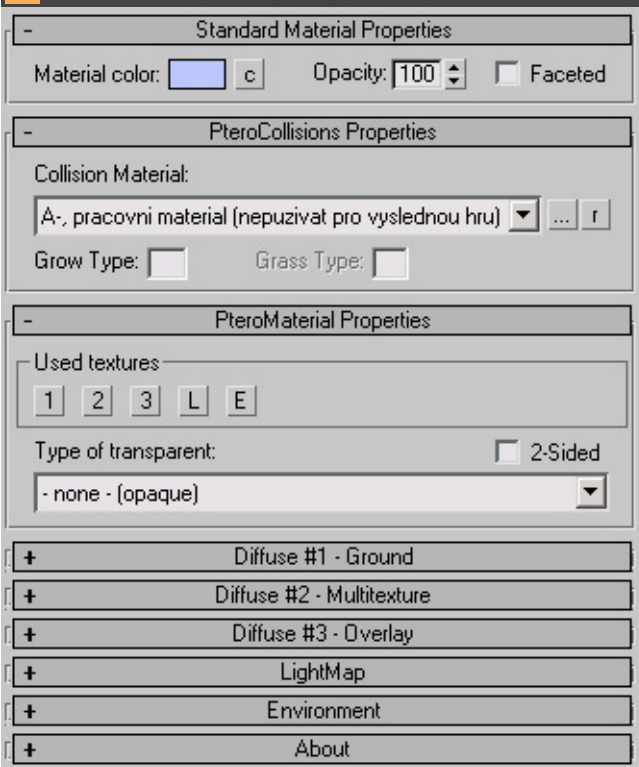 - Standard Material Properties
Material color: c Opacity: 100 Faceted
- PteroCollisions Properties
Collision Material:
A-, pracovni material (nepuzivat pro vyslednou hru) ... r
Grow Type: Grass Type:
- PteroMaterial Properties
Used textures
1 2 3 L E
Type of transparent: 2-Sided
- none - (opaque)
+ Diffuse #1 - Ground
+ Diffuse #2 - Multitexture
+ Diffuse #3 - Overlay
+ LightMap
+ Environment
+ About